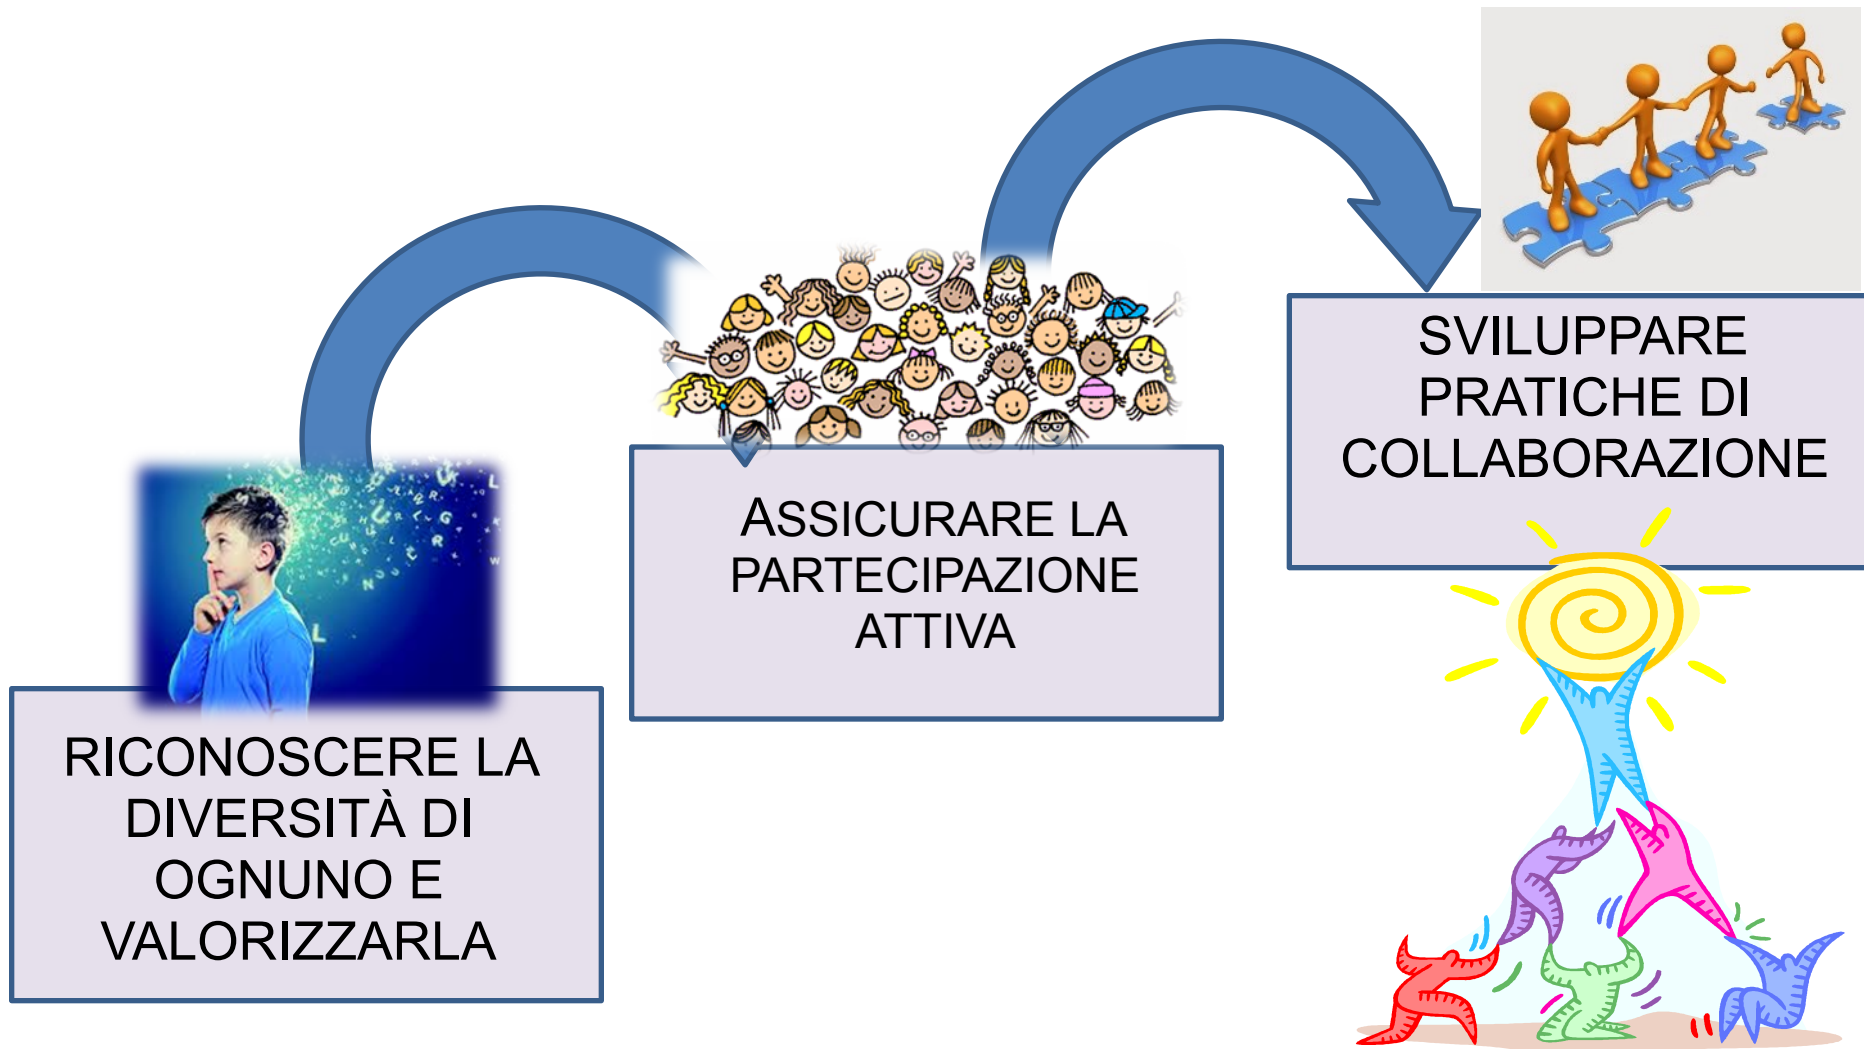 RICONOSCERE LA
DIVERSITÀ DI
OGNUNO E
VALORIZZARLA
ASSICURARE LA
PARTECIPAZIONE
ATTIVA
SVILUPPARE
PRATICHE DI
COLLABORAZIONE